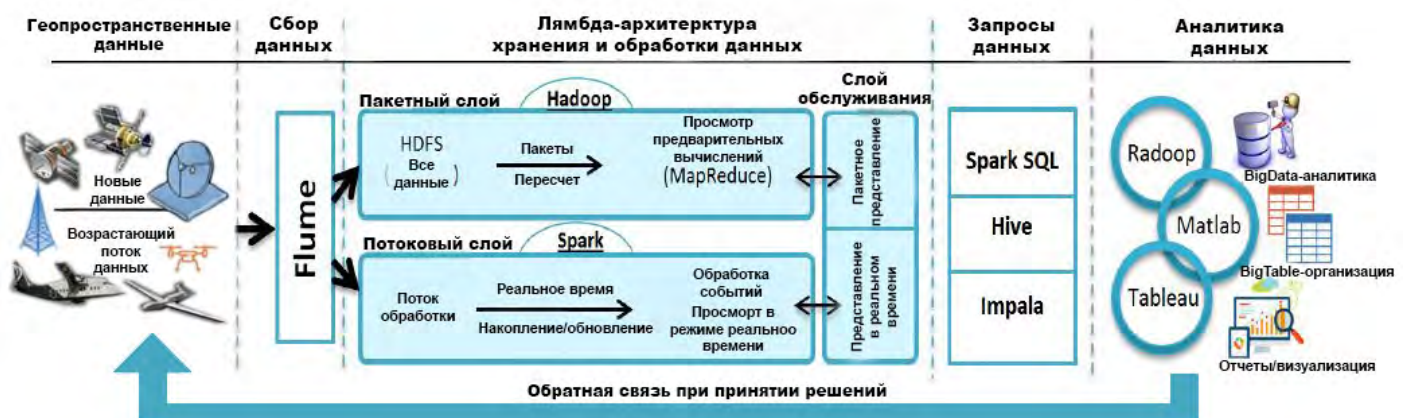 Геопространственные
данные
Сбор
данных
Лямбда-архитерктура
хранения и обработки данных
Запросы
данных
Аналитика
данных
Новые
данные
Возрастающий
поток
данных
Flume
Пакетный слой
Hadoop
HDFS
( Все
данные )
Пакеты
Пересчет
Просмотр
предварительных
вычислений
(MapReduce)
Потоковый слой
Spark
Поток
обработки
Реальное время
Накопление/обновление
Обработка
событий
Просморт в
режиме реальноо
времени
Слой
обслуживания
Пакетное
представление
Представление
в реальном
времени
Spark SQL
Hive
Impala
Radoop
Matlab
Tableau
BigData-аналитика
BigTable-организация
Отчеты/визуализация
Обратная связь при принятии решений